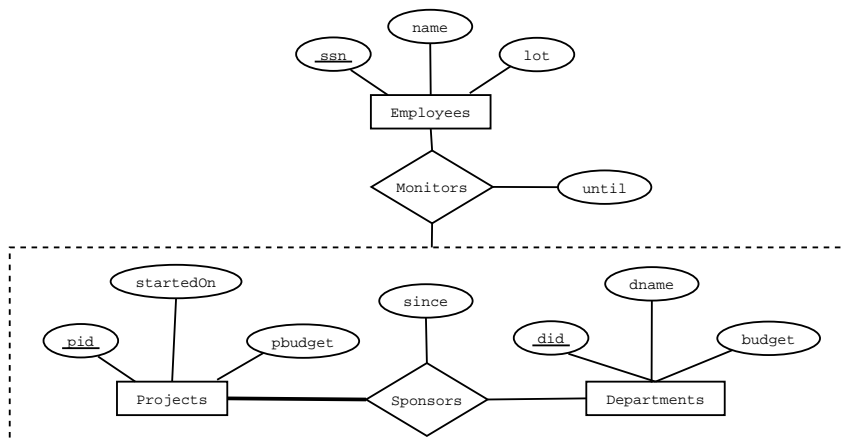 name
ssn
lot
Employees
Monitors
until
startedOn
since
dname
pid
pbudget
did
budget
Projects
Sponsors
Departments